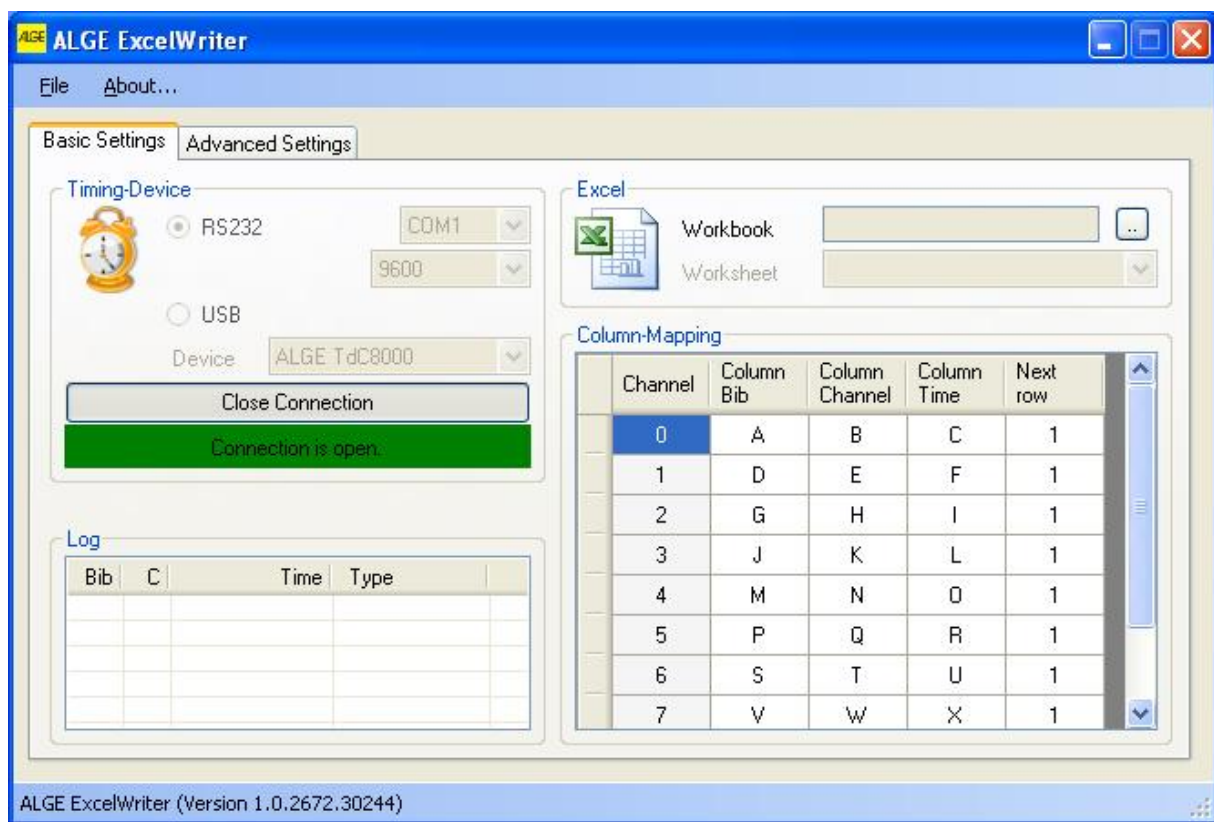 ALGE ALGE ExcelWriter
File About...
Basic Settings Advanced Settings
Timing-Device
RS232 COM1
9600
USB
Device ALGE TdC8000
Close Connection
Connection is open.
Log
Bib C Time Type
Excel
Workbook ..
Worksheet
Column-Mapping
Channel Column Bib Column Channel Column Time Next row
0 A B C 1
1 D E F 1
2 G H I 1
3 J K L 1
4 M N O 1
5 P Q R 1
6 S T U 1
7 V W X 1
ALGE ExcelWriter (Version 1.0.2672.30244)